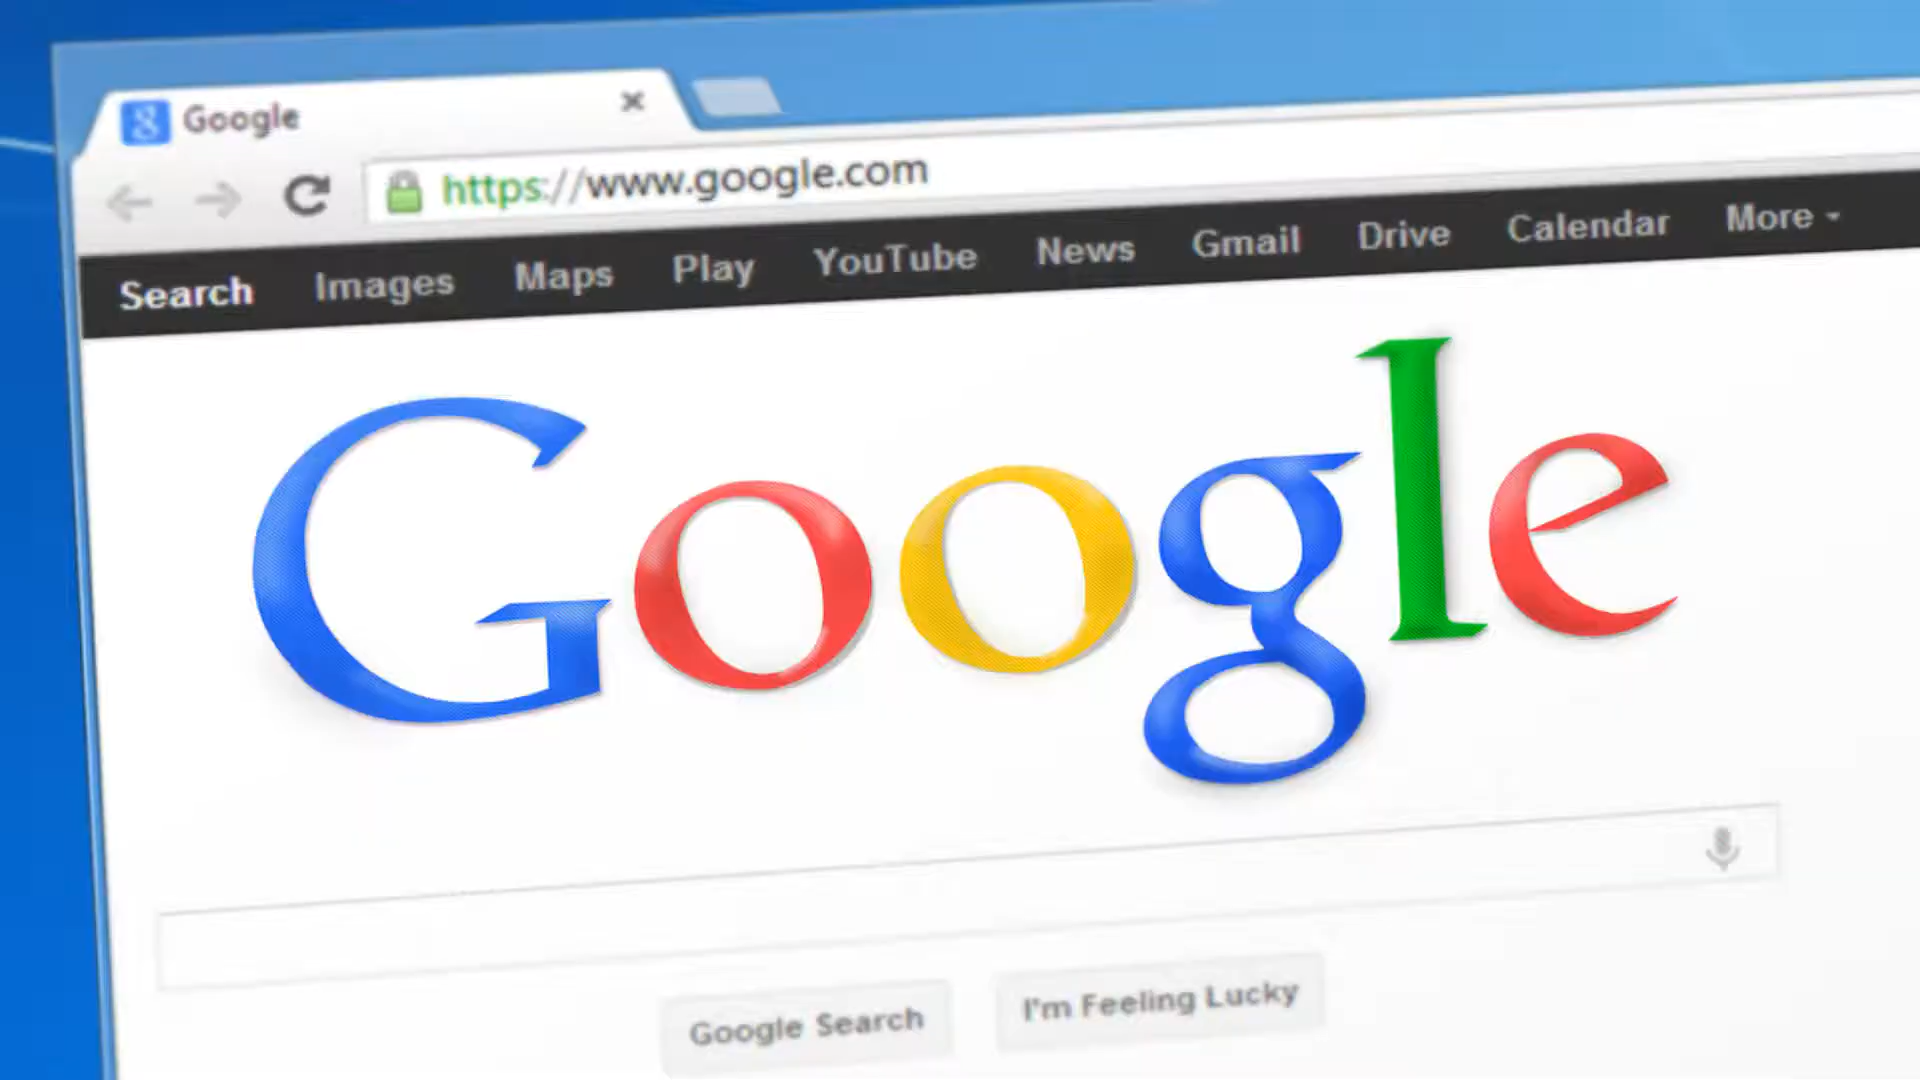 Google
https://www.google.com
Search Images Maps Play YouTube News Gmail Drive Calendar More
Google
Google Search I'm Feeling Lucky